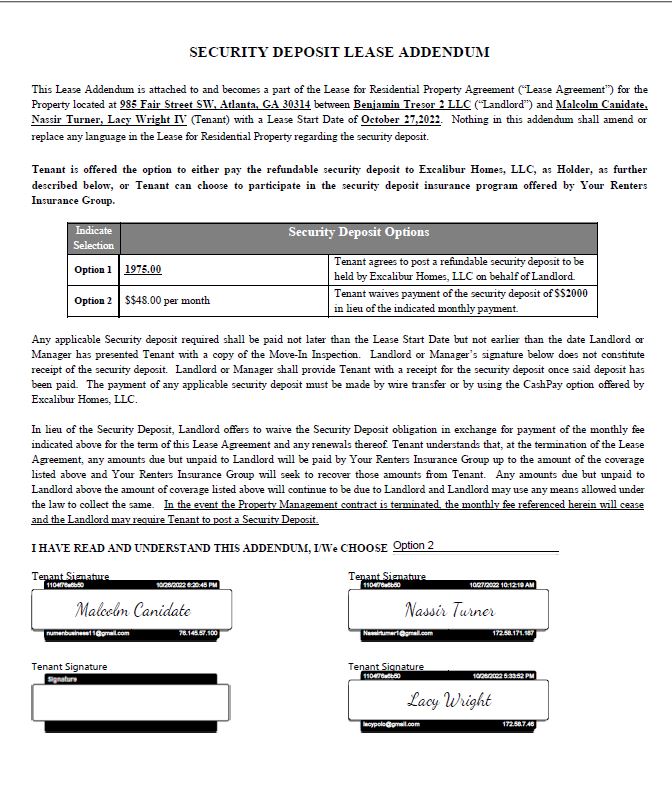 SECURITY DEPOSIT LEASE ADDENDUM
This Lease Addendum is attached to and becomes a part of the Lease for Residential Property Agreement ("Lease Agreement") for the
Property located at 985 Fair Street SW, Atlanta, GA 30314 between Benjamin Tresor 2 LLC ("Landlord") and Malcolm Canidate,
Nassir Turner, Lacy Wright IV (Tenant) with a Lease Start Date of October 27,2022. Nothing in this addendum shall amend or
replace any language in the Lease for Residential Property regarding the security deposit.
Tenant is offered the option to either pay the refundable security deposit to Excalibur Homes, LLC, as Holder, as further
described below, or Tenant can choose to participate in the security deposit insurance program offered by Your Renters
Insurance Group.
Indicate Selection
Security Deposit Options
Option 1
1975.00
Tenant agrees to post a refundable security deposit to be
held by Excalibur Homes, LLC on behalf of Landlord.
Option 2
$$48.00 per month
Tenant waives payment of the security deposit of $$2000
in lieu of the indicated monthly payment.
Any applicable Security deposit required shall be paid not later than the Lease Start Date but not earlier than the date Landlord or
Manager has presented Tenant with a copy of the Move-In Inspection. Landlord or Manager's signature below does not constitute
receipt of the security deposit. Landlord or Manager shall provide Tenant with a receipt for the security deposit once said deposit has
been paid. The payment of any applicable security deposit must be made by wire transfer or by using the CashPay option offered by
Excalibur Homes, LLC.
In lieu of the Security Deposit, Landlord offers to waive the Security Deposit obligation in exchange for payment of the monthly fee
indicated above for the term of this Lease Agreement and any renewals thereof. Tenant understands that, at the termination of the Lease
Agreement, any amounts due but unpaid to Landlord will be paid by Your Renters Insurance Group up to the amount of the coverage
listed above and Your Renters Insurance Group will seek to recover those amounts from Tenant. Any amounts due but unpaid to
Landlord above the amount of coverage listed above will continue to be due to Landlord and Landlord may use any means allowed under
the law to collect the same. In the event the Property Management contract is terminated, the monthly fee referenced herein will cease
and the Landlord may require Tenant to post a Security Deposit.
I HAVE READ AND UNDERSTAND THIS ADDENDUM, I/We CHOOSE Option 2
Tenant Signature
1104f76a6b50 10/26/2022 6:20:45 PM
Malcolm Canidate
numenbusiness11@gmail.com 76.145.57.100
Tenant Signature
1104f76a6b50 10/27/2022 10:12:19 AM
Nassir Turner
Nassirturner1@gmail.com 172.58.171.187
Tenant Signature
Signature
Tenant Signature
1104f76a6b50 10/26/2022 5:33:52 PM
Lacy Wright
lacypolo@gmail.com 172.58.7.46